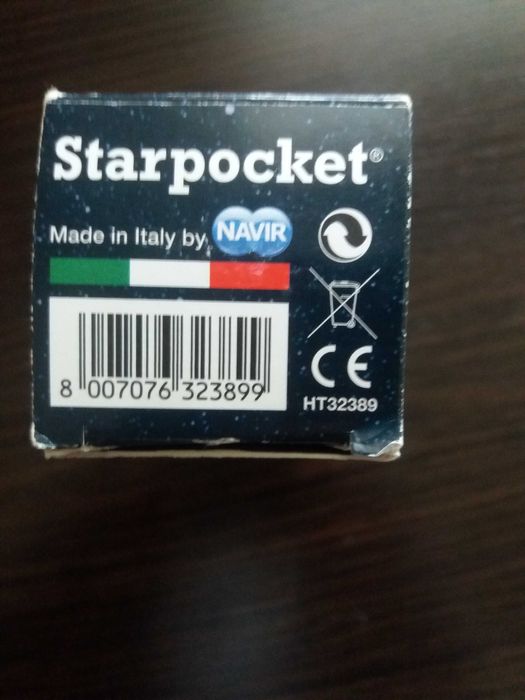 Starpocket®
Made in Italy by NAVIR
CE
HT32389
8 007076 323899